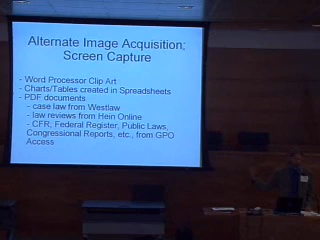 Alternate Image Acquisition;
Screen Capture
- Word Processor Clip Art
- Charts/Tables created in Spreadsheets
- PDF documents
- case law from Westlaw
- law reviews from Hein Online
- CFR, Federal Register, Public Laws,
Congressional Reports, etc., from GPO
Access